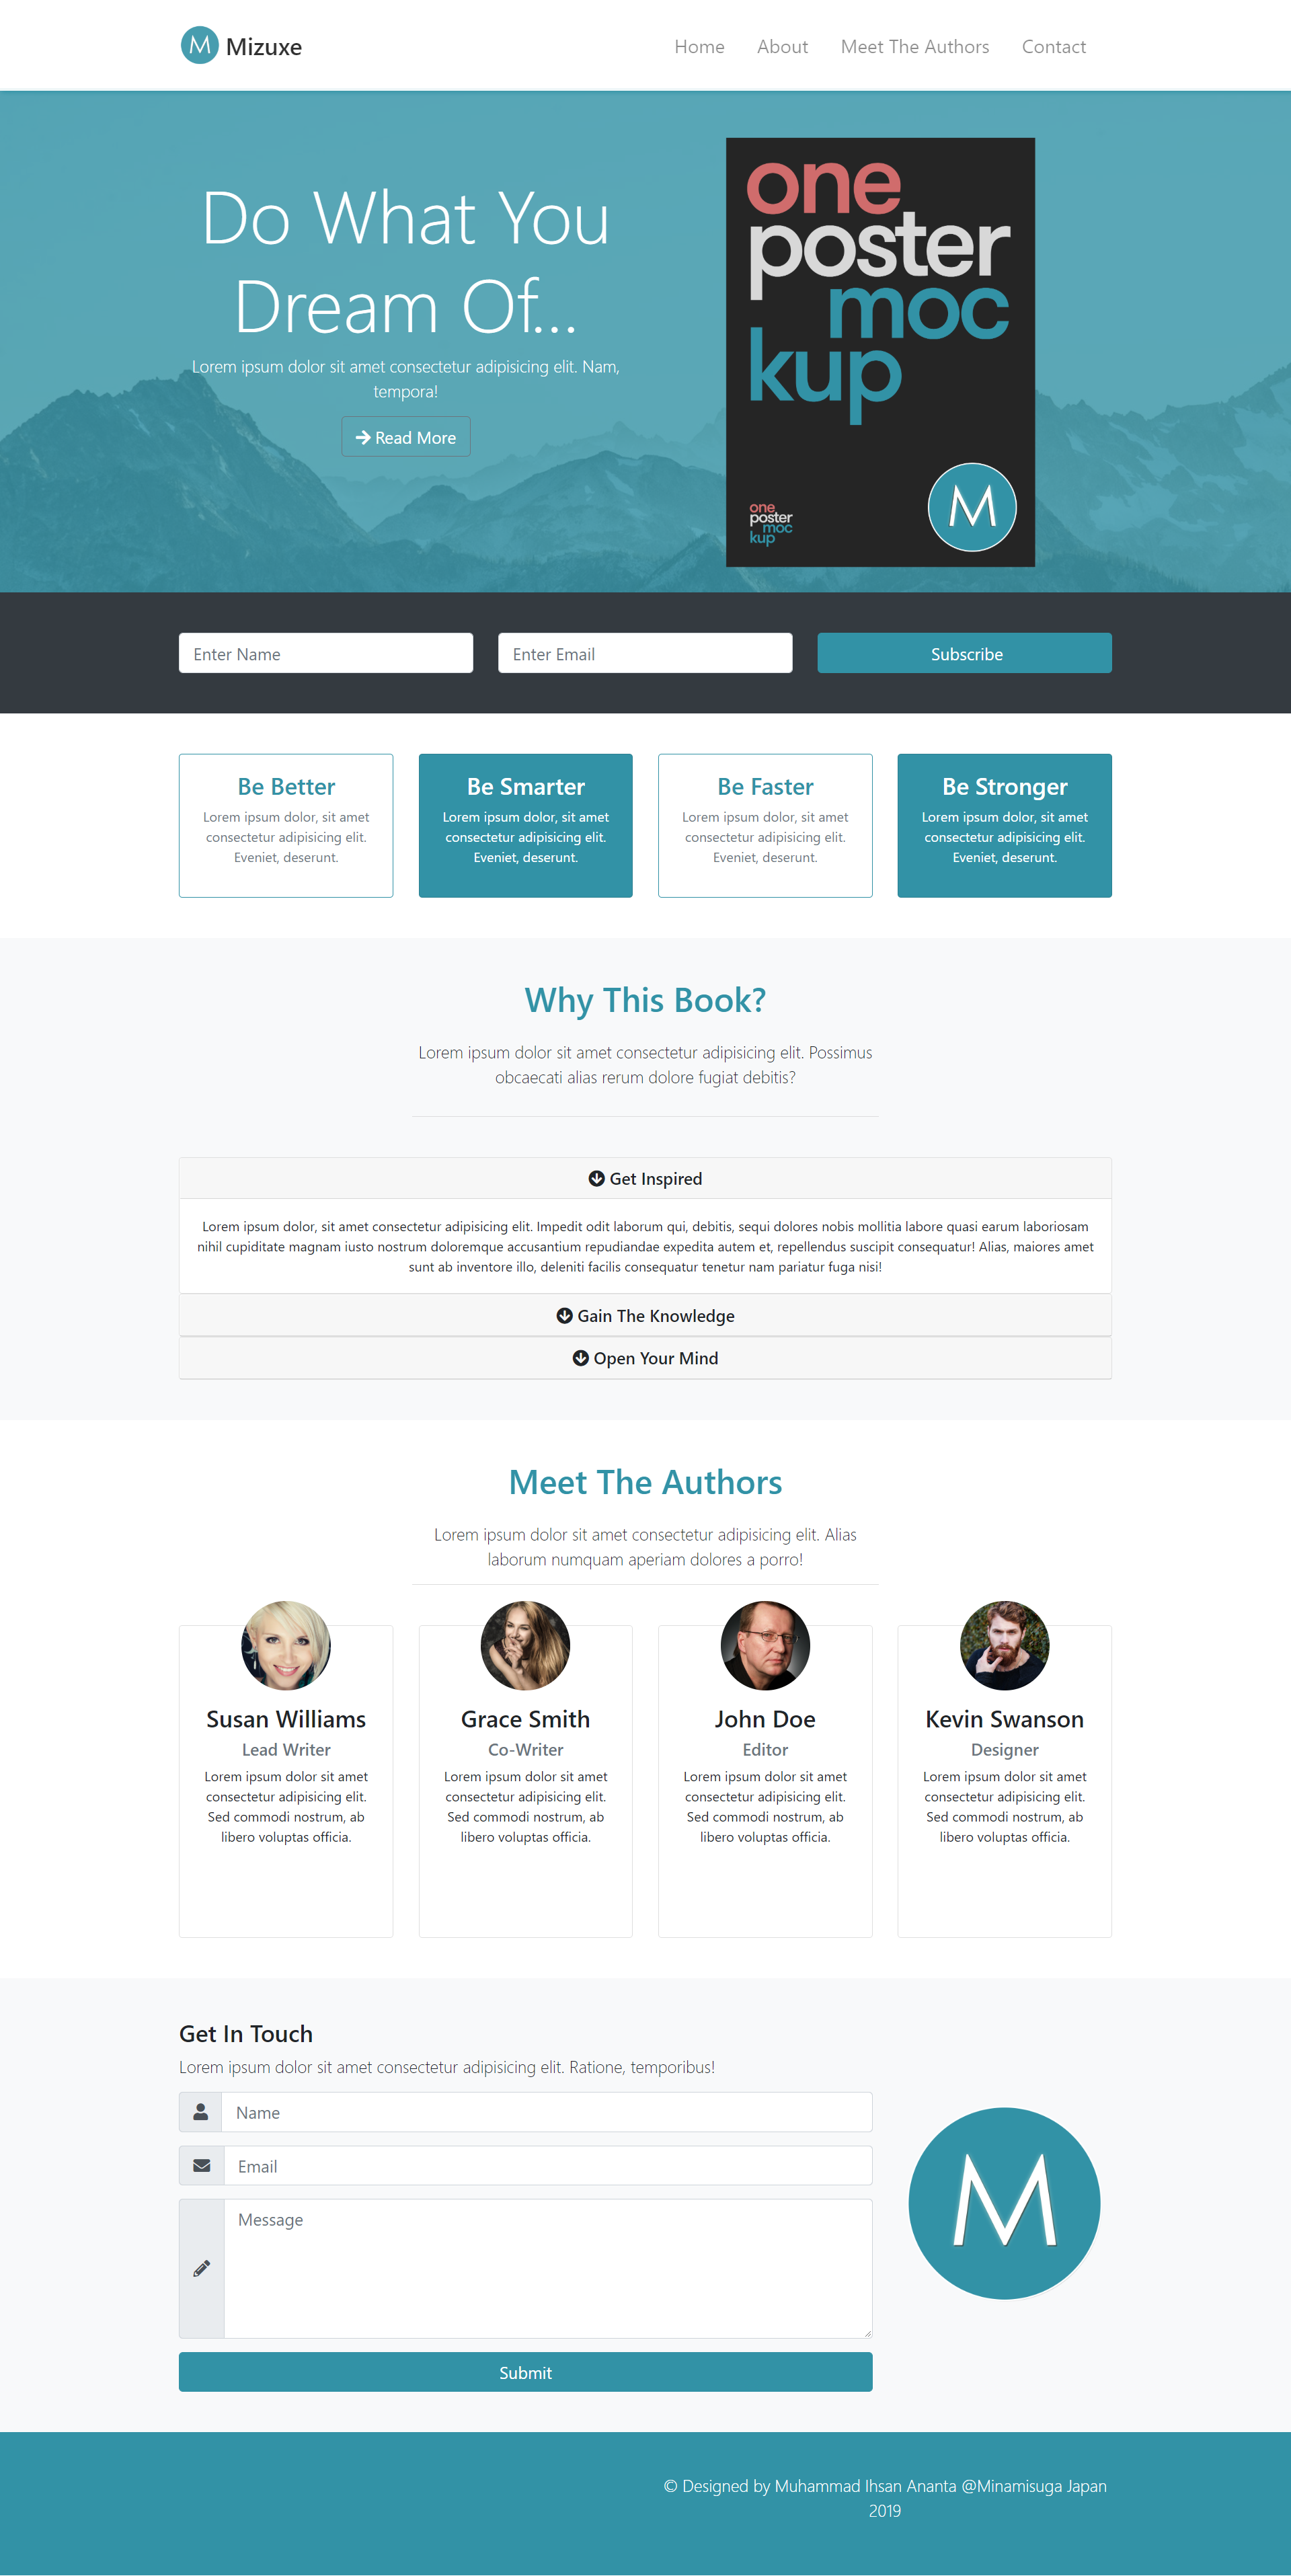 M Mizuxe
Home About Meet The Authors Contact
Do What You
Dream Of...
Lorem ipsum dolor sit amet consectetur adipisicing elit. Nam,
tempora!
Read More
one
poster
moc
kup
one
poster
moc
kup
M
Enter Name
Enter Email
Subscribe
Be Better
Lorem ipsum dolor, sit amet
consectetur adipisicing elit.
Eveniet, deserunt.
Be Smarter
Lorem ipsum dolor, sit amet
consectetur adipisicing elit.
Eveniet, deserunt.
Be Faster
Lorem ipsum dolor, sit amet
consectetur adipisicing elit.
Eveniet, deserunt.
Be Stronger
Lorem ipsum dolor, sit amet
consectetur adipisicing elit.
Eveniet, deserunt.
Why This Book?
Lorem ipsum dolor sit amet consectetur adipisicing elit. Possimus
obcaecati alias rerum dolore fugiat debitis?
Get Inspired
Lorem ipsum dolor, sit amet consectetur adipisicing elit. Impedit odit laborum qui, debitis, sequi dolores nobis mollitia labore quasi earum laboriosam
nihil cupiditate magnam iusto nostrum doloremque accusantium repudiandae expedita autem et, repellendus suscipit consequatur! Alias, maiores amet
sunt ab inventore illo, deleniti facilis consequatur tenetur nam pariatur fuga nisi!
Gain The Knowledge
Open Your Mind
Meet The Authors
Lorem ipsum dolor sit amet consectetur adipisicing elit. Alias
laborum numquam aperiam dolores a porro!
Susan Williams
Lead Writer
Lorem ipsum dolor sit amet
consectetur adipisicing elit.
Sed commodi nostrum, ab
libero voluptas officia.
Grace Smith
Co-Writer
Lorem ipsum dolor sit amet
consectetur adipisicing elit.
Sed commodi nostrum, ab
libero voluptas officia.
John Doe
Editor
Lorem ipsum dolor sit amet
consectetur adipisicing elit.
Sed commodi nostrum, ab
libero voluptas officia.
Kevin Swanson
Designer
Lorem ipsum dolor sit amet
consectetur adipisicing elit.
Sed commodi nostrum, ab
libero voluptas officia.
Get In Touch
Lorem ipsum dolor sit amet consectetur adipisicing elit. Ratione, temporibus!
Name
Email
Message
Submit
M
© Designed by Muhammad Ihsan Ananta @Minamisuga Japan
2019